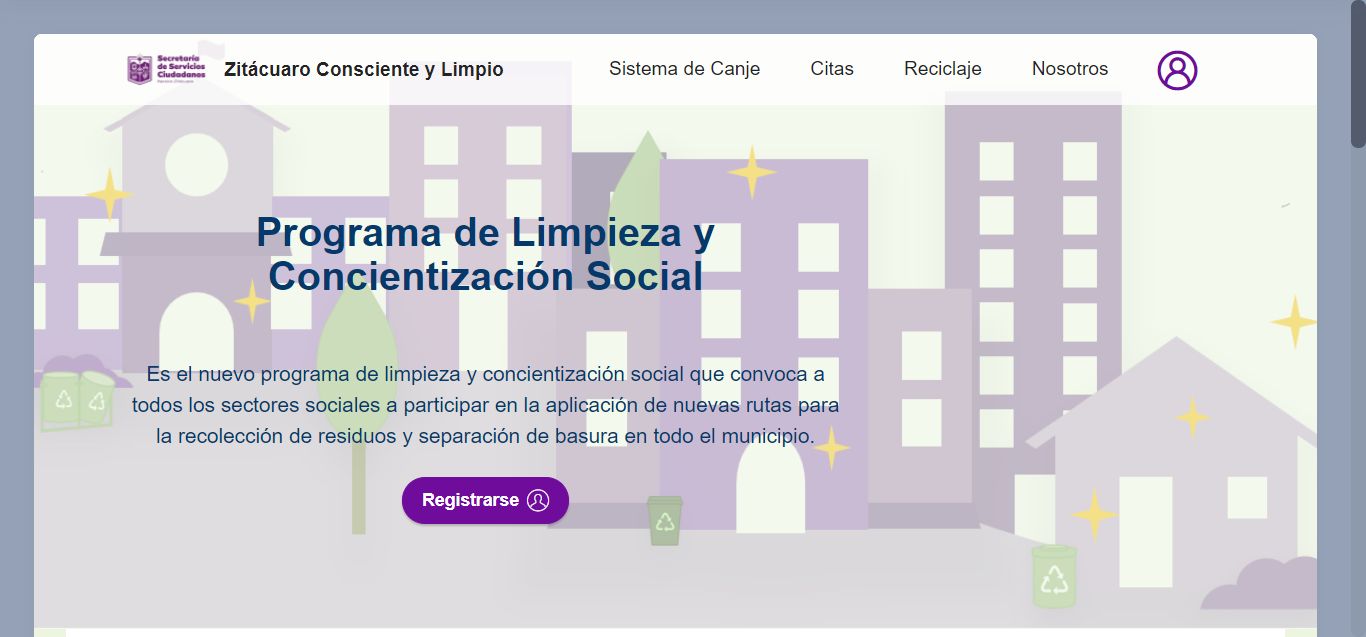 Secretaría
de Servicios
Ciudadanos
Zitácuaro Consciente y Limpio
Sistema de Canje
Citas
Reciclaje
Nosotros
Programa de Limpieza y
Concientización Social
Es el nuevo programa de limpieza y concientización social que convoca a
todos los sectores sociales a participar en la aplicación de nuevas rutas para
la recolección de residuos y separación de basura en todo el municipio.
Registrarse